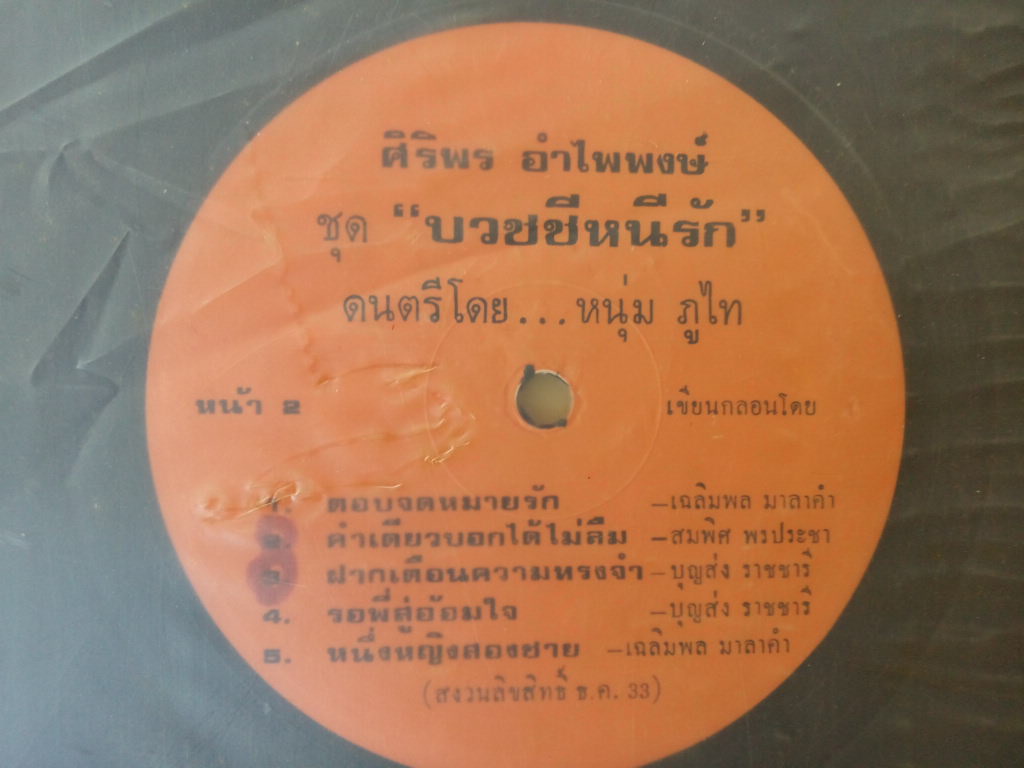 ศิริพร อำไพพงษ์
ชุด "บวชชีหนีรัก"
ดนตรีโดย...หนุ่ม ภูไท
หน้า 2 เขียนกลอนโดย
1. ตอบจดหมายรัก –เฉลิมพล มาลาคำ
2. คำเดียวบอกได้ไม่ลืม –สมพิศ พรประชา
3 ฝากเตือนความทรงจำ –บุญส่ง ราชชารี
4. รอพี่สู่อ้อมใจ –บุญส่ง ราชชารี
5. หนึ่งหญิงสองชาย –เฉลิมพล มาลาคำ
(สงวนลิขสิทธิ์ ธ.ค. 33)